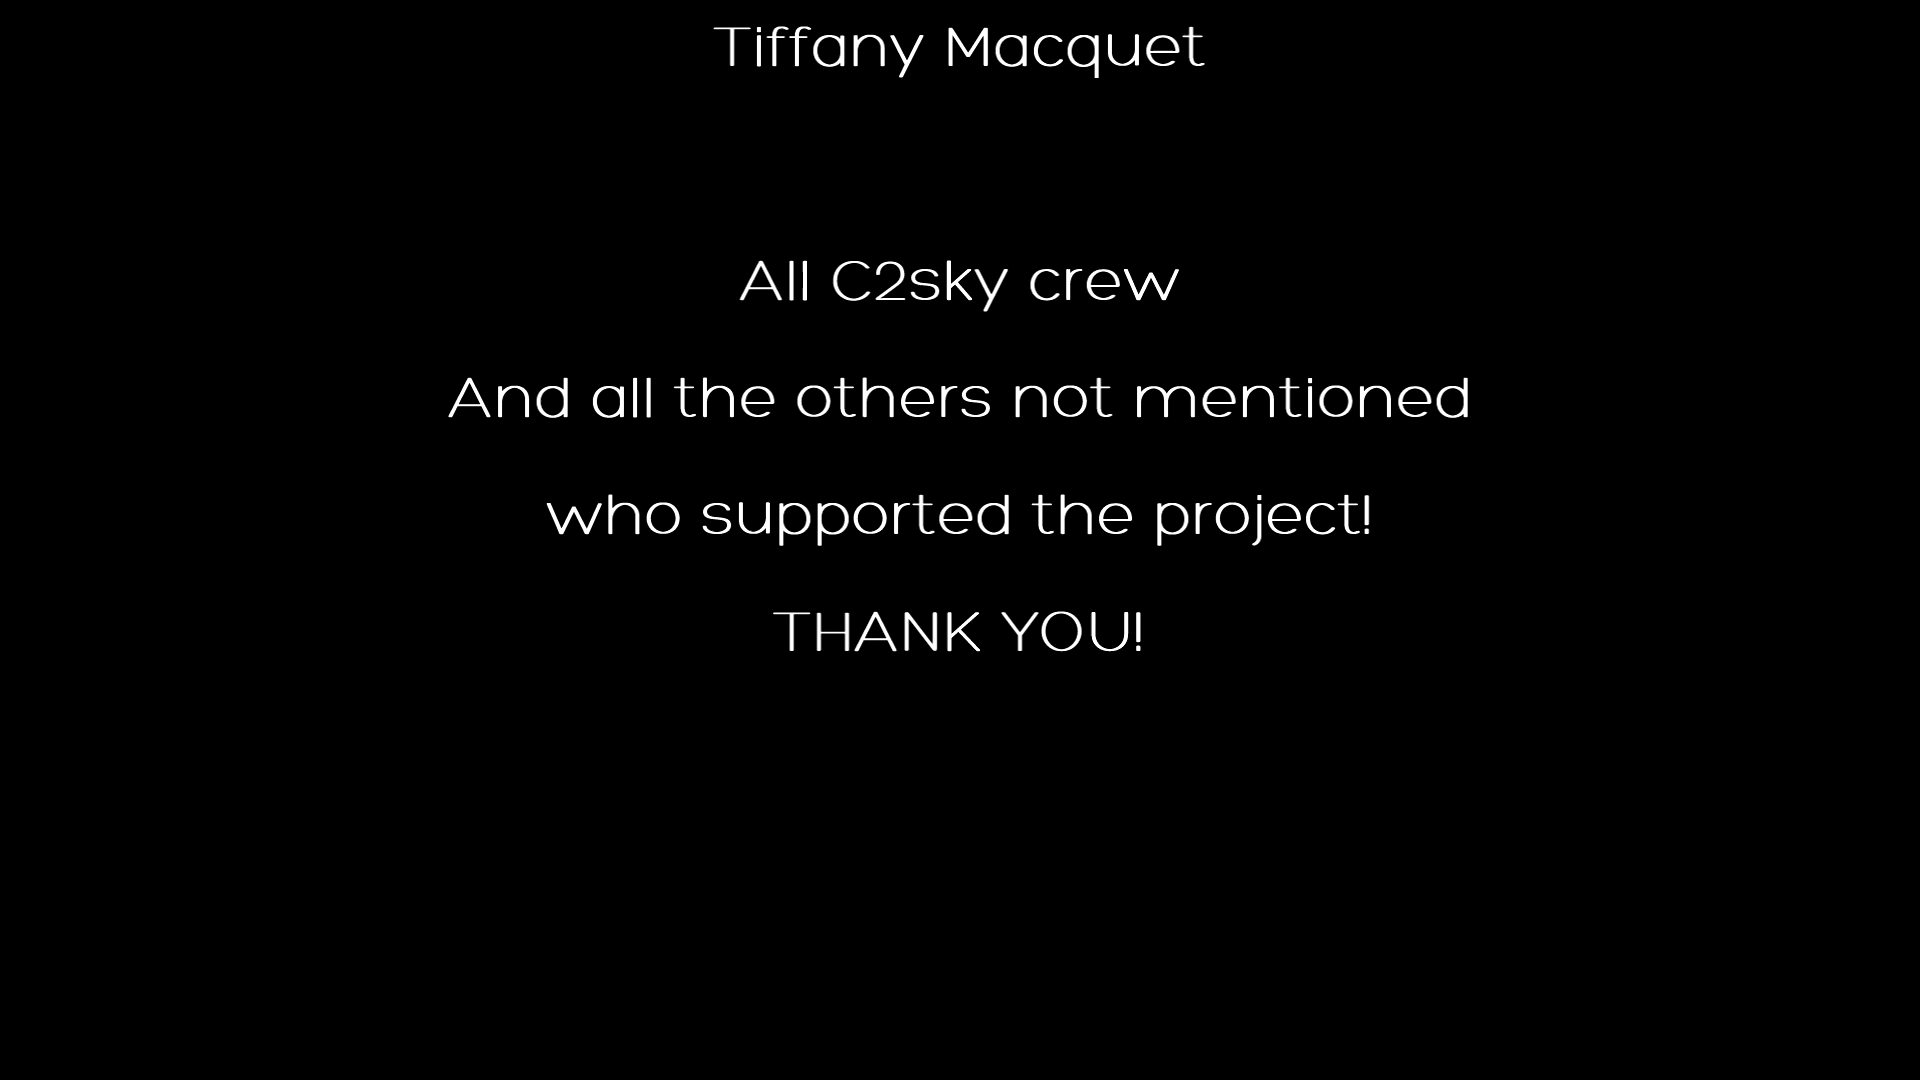 Tiffany Macquet
All C2sky crew
And all the others not mentioned
who supported the project!
THANK YOU!